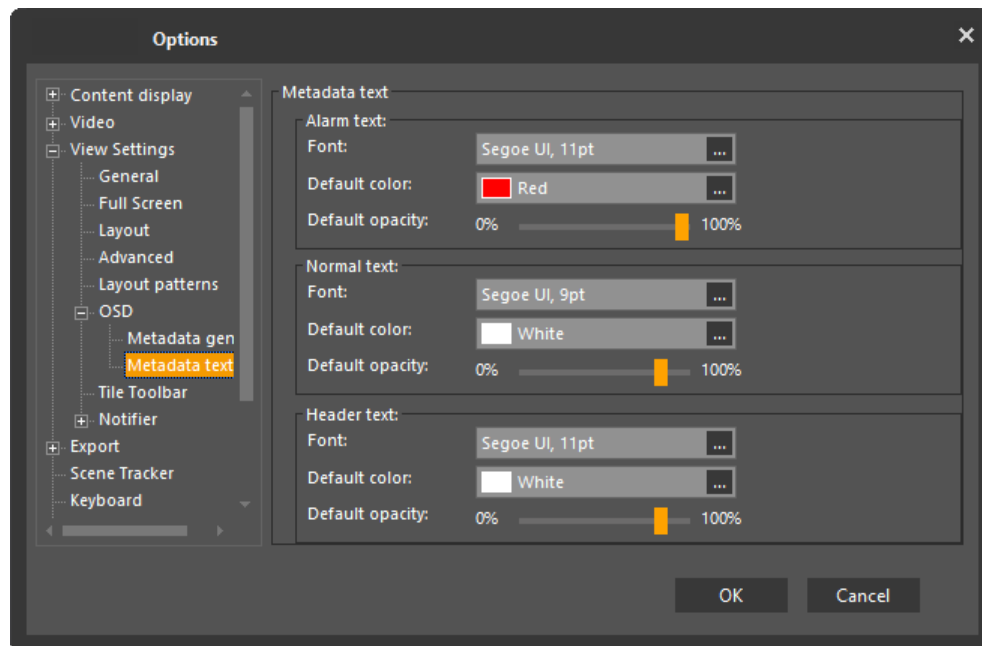 Options
Content display
Video
View Settings
General
Full Screen
Layout
Advanced
Layout patterns
OSD
Metadata gen
Metadata text
Tile Toolbar
Notifier
Export
Scene Tracker
Keyboard
Metadata text
Alarm text:
Font: Segoe UI, 11pt ...
Default color: Red ...
Default opacity: 0% 100%
Normal text:
Font: Segoe UI, 9pt ...
Default color: White ...
Default opacity: 0% 100%
Header text:
Font: Segoe UI, 11pt ...
Default color: White ...
Default opacity: 0% 100%
OK Cancel